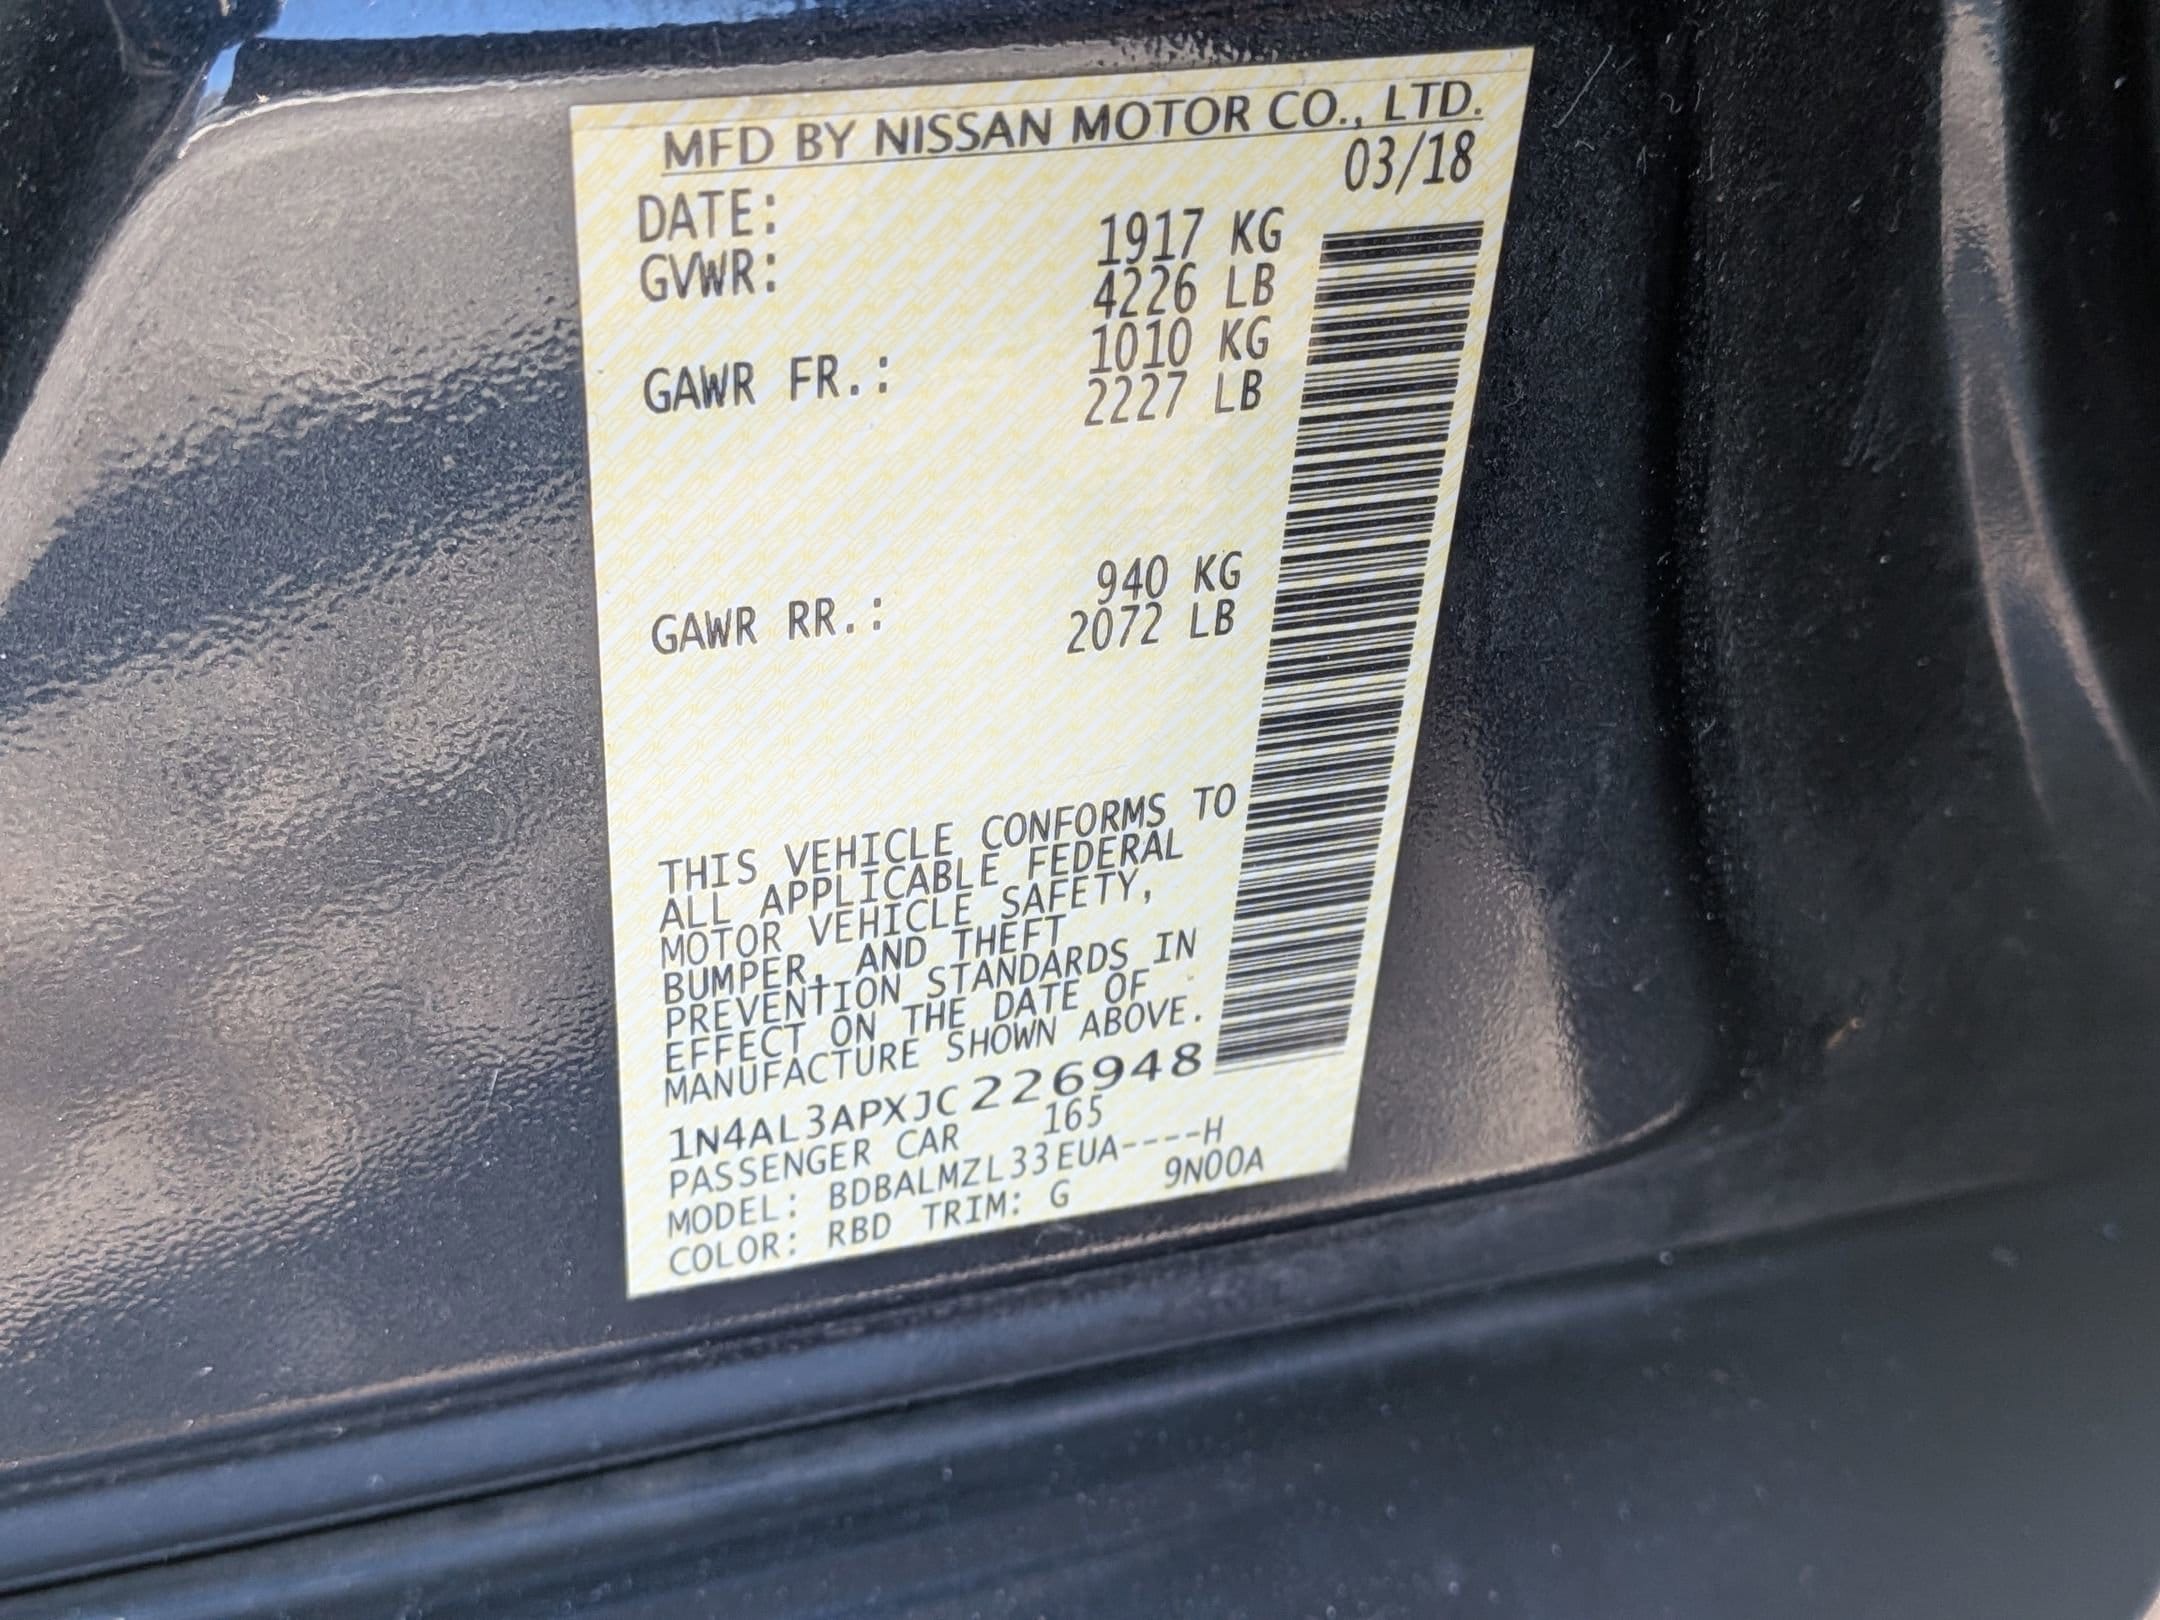 MFD BY NISSAN MOTOR CO., LTD.
DATE: 03/18
GVWR: 1917 KG
4226 LB
GAWR FR.: 1010 KG
2227 LB
GAWR RR.: 940 KG
2072 LB
THIS VEHICLE CONFORMS TO
ALL APPLICABLE FEDERAL
MOTOR VEHICLE SAFETY,
BUMPER, AND THEFT
PREVENTION STANDARDS IN
EFFECT ON THE DATE OF
MANUFACTURE SHOWN ABOVE.
1N4AL3APXJC226948
PASSENGER CAR 165
MODEL: BDBALMZL33EUA----H
COLOR: RBD TRIM: G 9N00A